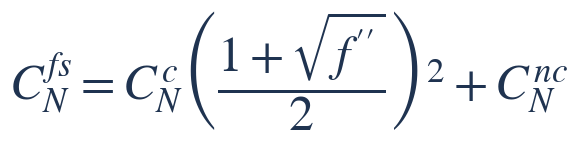 C_N^{fs} = C_N^c \left( \frac{1 + \sqrt{f''}}{2} \right)^2 + C_N^{nc}